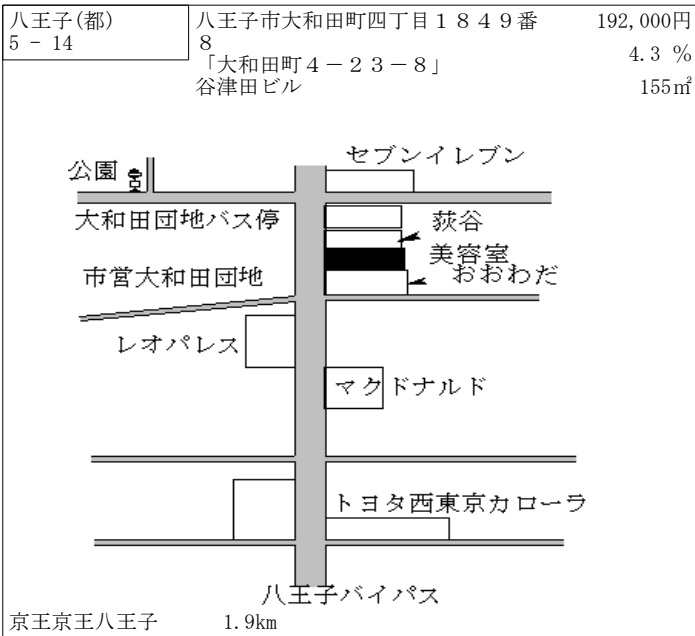 八王子(都)
5 - 14
八王子市大和田町四丁目１８４９番
８
「大和田町４－２３－８」
谷津田ビル
192,000円
4.3 %
155㎡
セブンイレブン
公園
大和田団地バス停
荻谷
美容室
おおわだ
市営大和田団地
レオパレス
マクドナルド
トヨタ西東京カローラ
八王子バイパス
京王京王八王子 1.9km